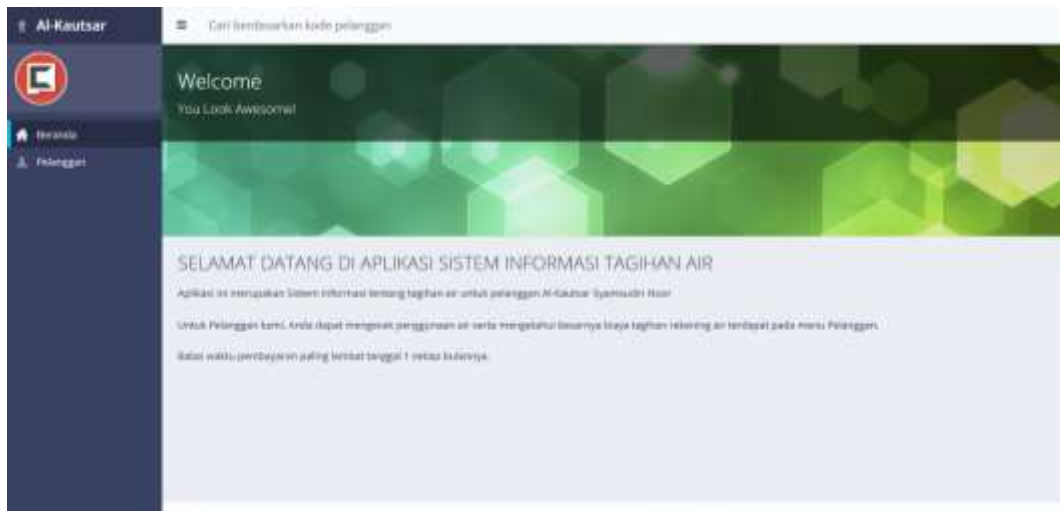 Al-Kautsar
Cari berdasarkan kode pelanggan
Welcome
You Look Awesome!
Beranda
Pelanggan
SELAMAT DATANG DI APLIKASI SISTEM INFORMASI TAGIHAN AIR
Aplikasi ini merupakan Sistem Informasi tentang tagihan air untuk pelanggan Al-Kautsar Syamsudin Noor
Untuk Pelanggan kami, Anda dapat mengecek penggunaan air serta mengetahui besarnya biaya tagihan rekening air terdapat pada menu Pelanggan.
Batas waktu pembayaran paling lambat tanggal 1 setiap bulannya.